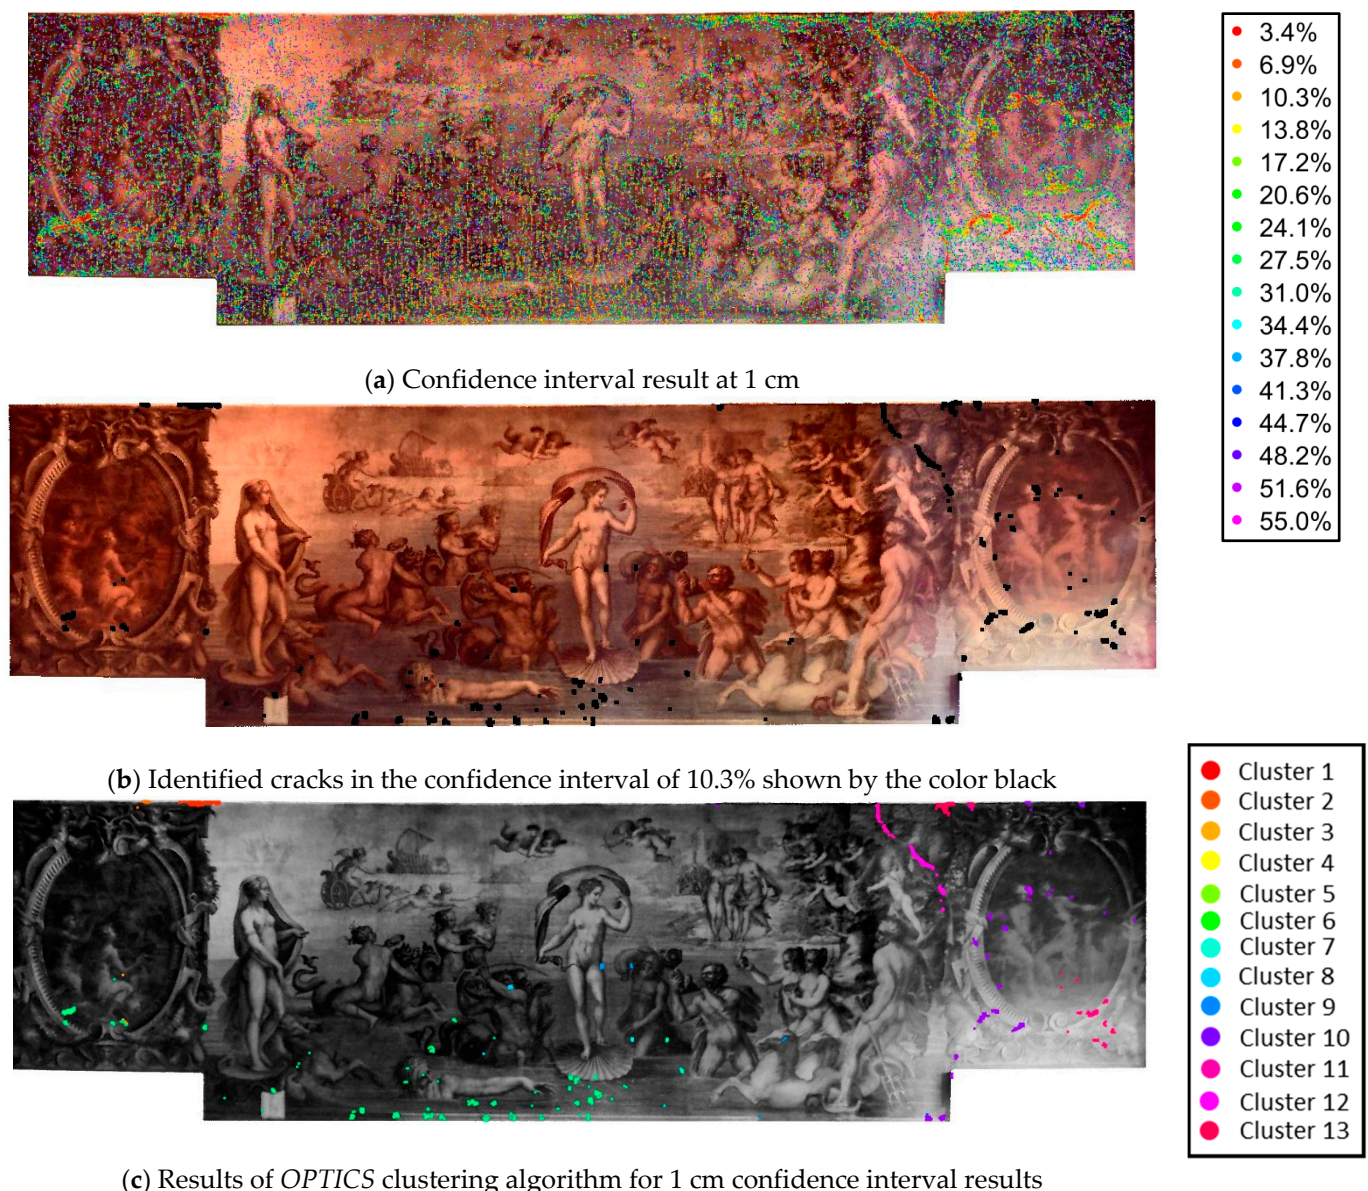 3.4%
6.9%
10.3%
13.8%
17.2%
20.6%
24.1%
27.5%
31.0%
34.4%
37.8%
41.3%
44.7%
48.2%
51.6%
55.0%
(a) Confidence interval result at 1 cm
(b) Identified cracks in the confidence interval of 10.3% shown by the color black
Cluster 1
Cluster 2
Cluster 3
Cluster 4
Cluster 5
Cluster 6
Cluster 7
Cluster 8
Cluster 9
Cluster 10
Cluster 11
Cluster 12
Cluster 13
(c) Results of OPTICS clustering algorithm for 1 cm confidence interval results